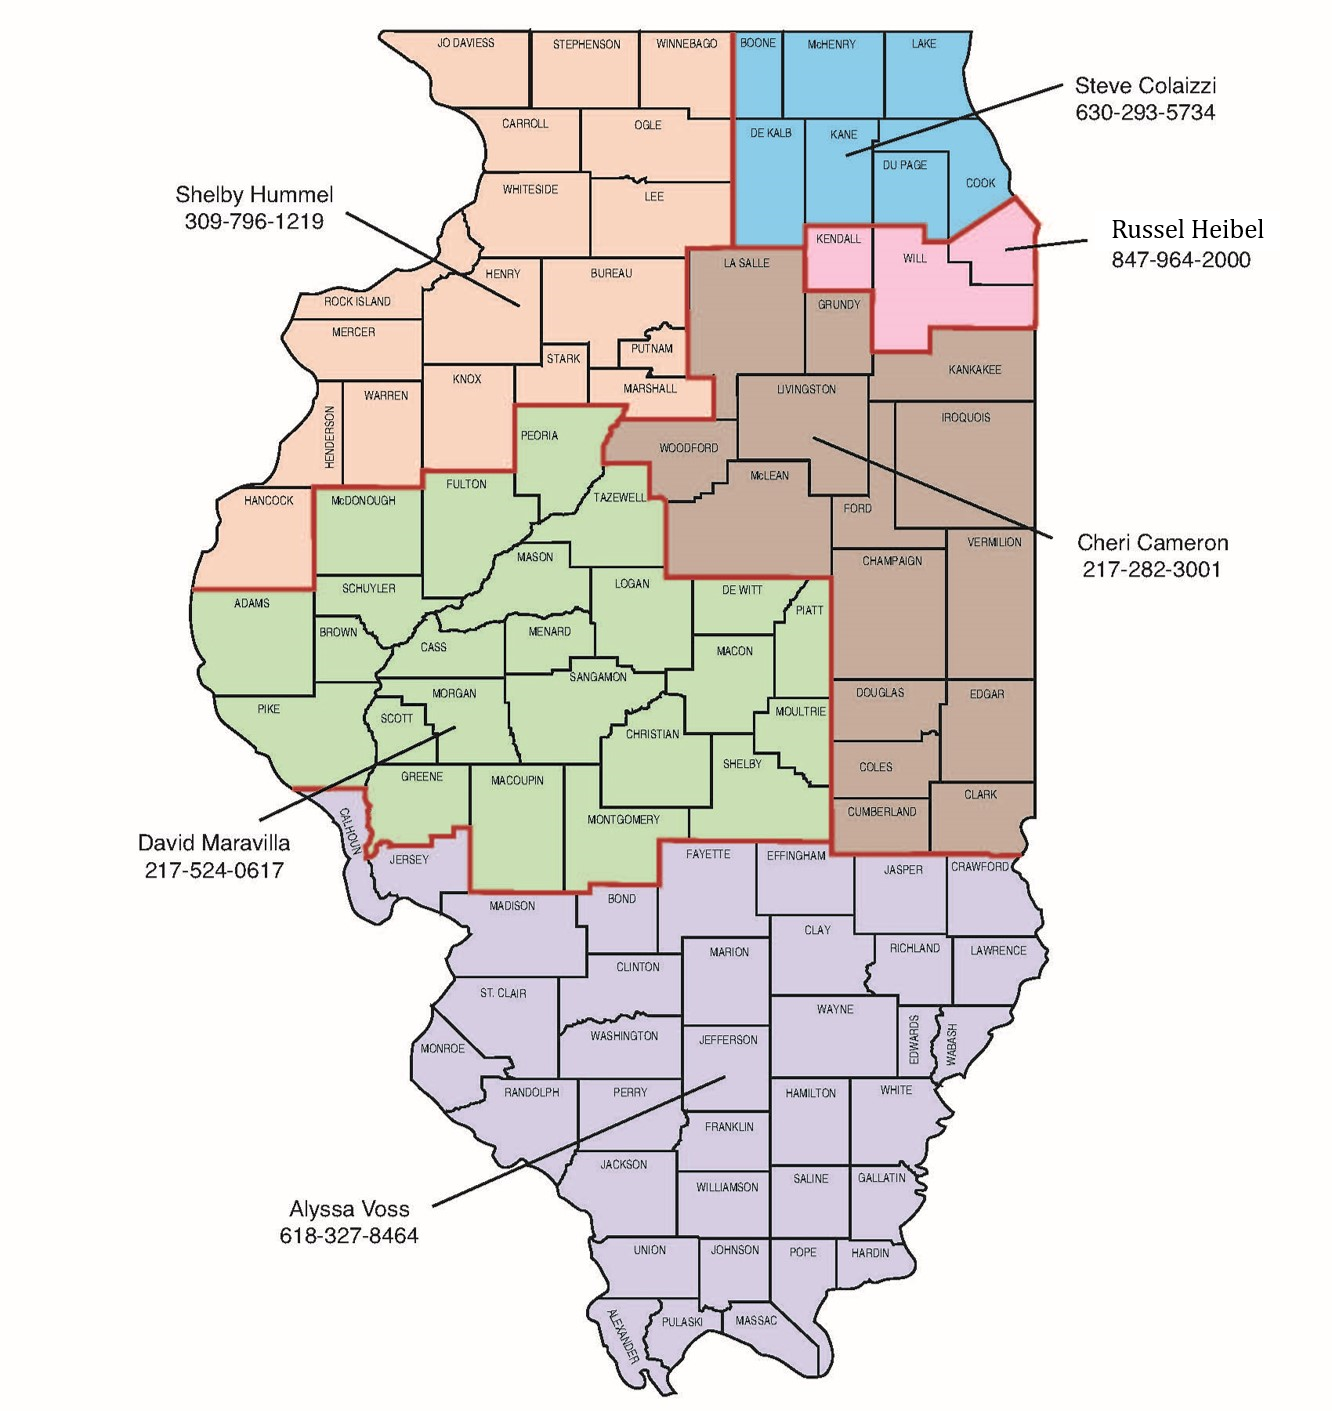 JO DAVIESS
STEPHENSON
WINNEBAGO
BOONE
McHENRY
LAKE
Steve Colaizzi
630-293-5734
CARROLL
OGLE
DE KALB
KANE
DU PAGE
COOK
Shelby Hummel
309-796-1219
WHITESIDE
LEE
Russel Heibel
847-964-2000
KENDALL
WILL
LA SALLE
HENRY
BUREAU
ROCK ISLAND
GRUNDY
MERCER
PUTNAM
STARK
KANKAKEE
KNOX
MARSHALL
LIVINGSTON
WARREN
HENDERSON
IROQUOIS
PEORIA
WOODFORD
McLEAN
FULTON
HANCOCK
McDONOUGH
TAZEWELL
FORD
Cheri Cameron
217-282-3001
VERMILION
MASON
CHAMPAIGN
SCHUYLER
LOGAN
DE WITT
ADAMS
PIATT
BROWN
MENARD
CASS
MACON
SANGAMON
MORGAN
DOUGLAS
EDGAR
PIKE
SCOTT
MOULTRIE
CHRISTIAN
SHELBY
COLES
GREENE
MACOUPIN
CLARK
CUMBERLAND
MONTGOMERY
CALHOUN
David Maravilla
217-524-0617
JERSEY
FAYETTE
EFFINGHAM
JASPER
CRAWFORD
MADISON
BOND
CLAY
RICHLAND
LAWRENCE
MARION
CLINTON
ST. CLAIR
WAYNE
WASHINGTON
JEFFERSON
EDWARDS
WABASH
MONROE
RANDOLPH
PERRY
HAMILTON
WHITE
FRANKLIN
JACKSON
WILLIAMSON
SALINE
GALLATIN
Alyssa Voss
618-327-8464
UNION
JOHNSON
POPE
HARDIN
ALEXANDER
PULASKI
MASSAC